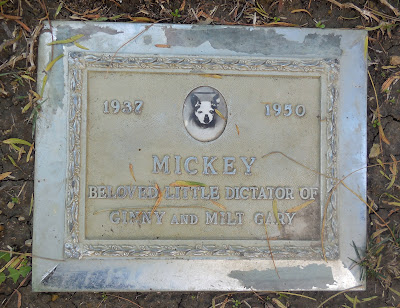 1937 1950
MICKEY
BELOVED LITTLE DICTATOR OF
GINNY AND MILT GARY